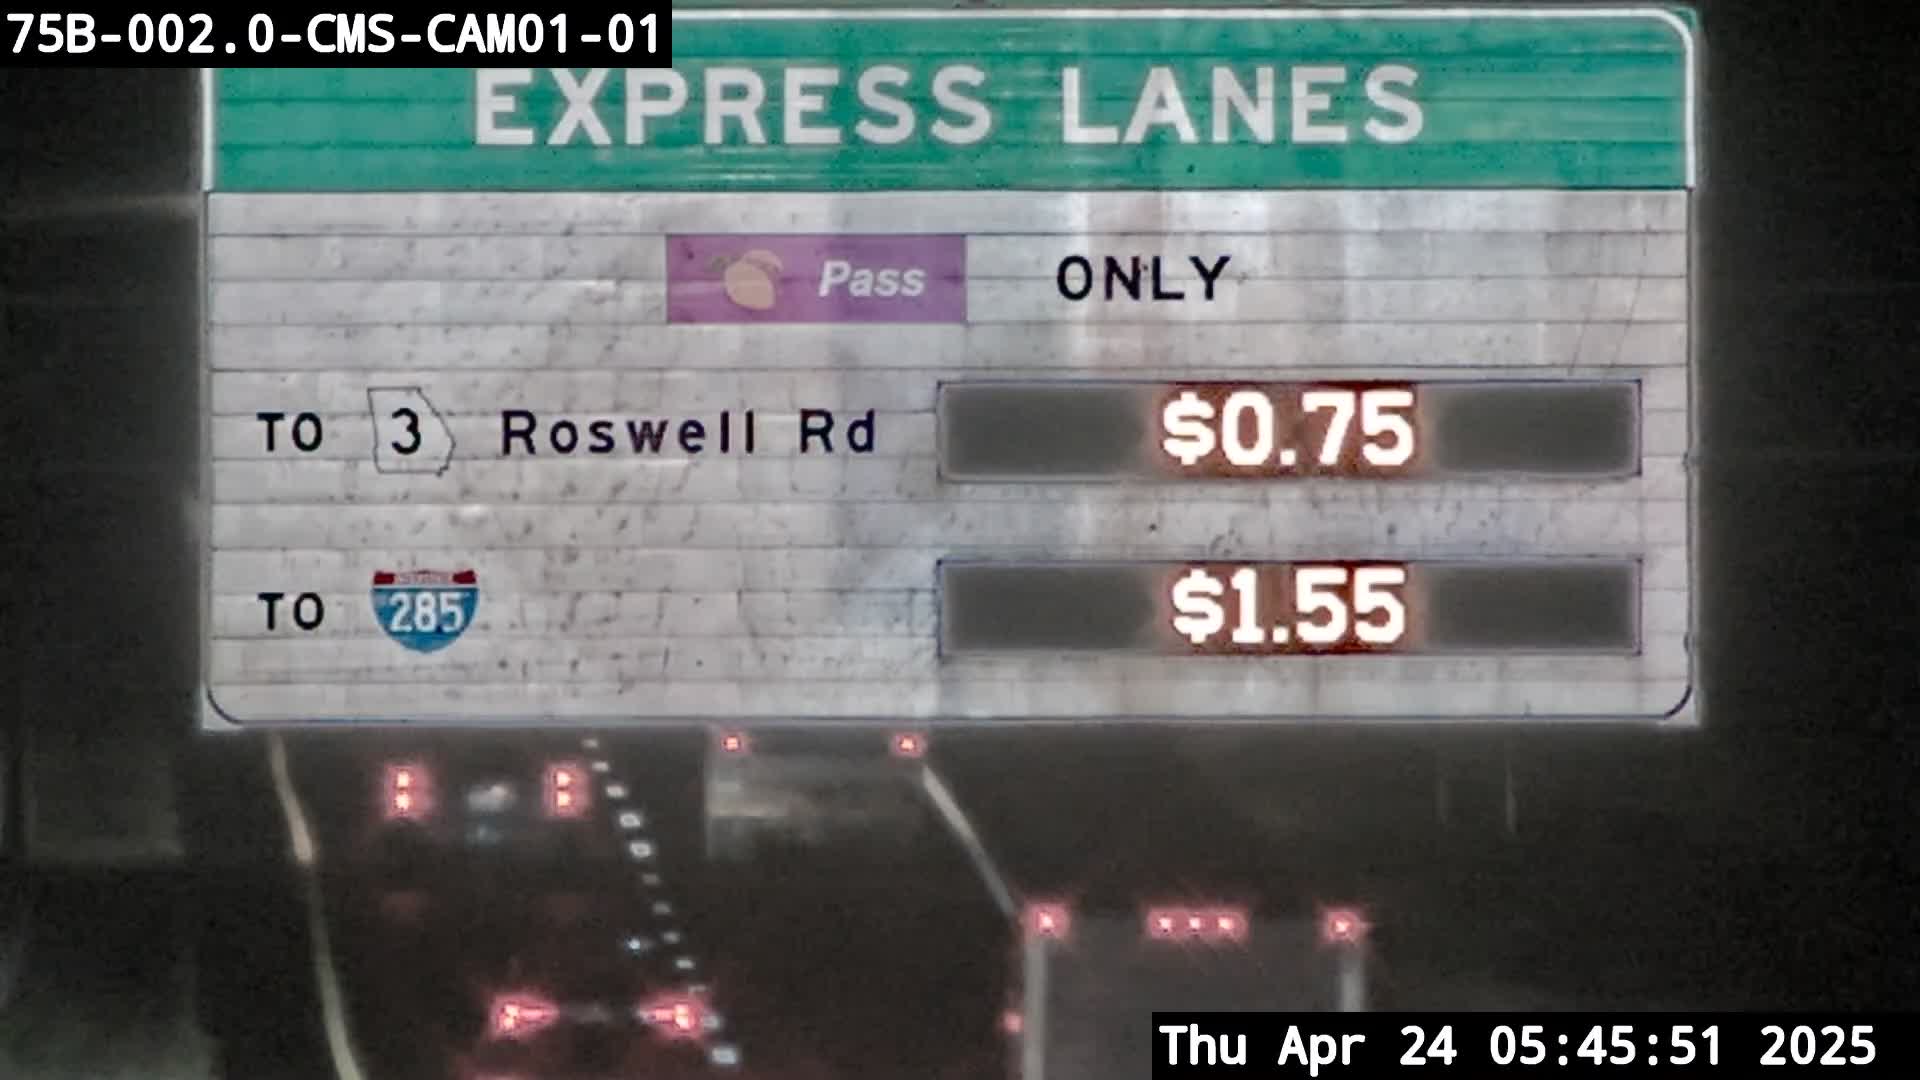 75B-002.0-CMS-CAM01-01
EXPRESS LANES
Pass ONLY
TO 3 Roswell Rd $0.75
TO 285 $1.55
Thu Apr 24 05:45:51 2025